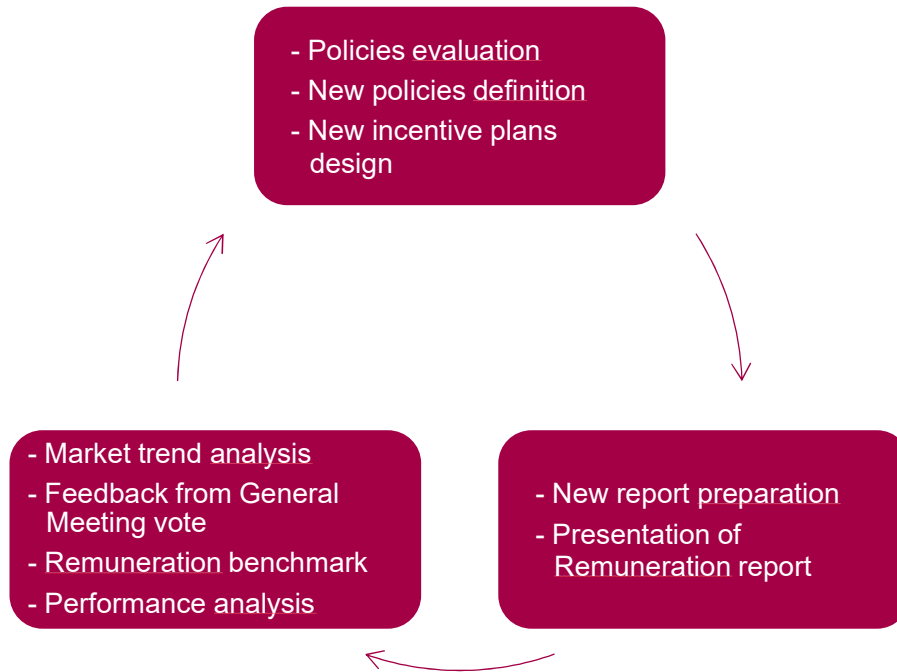 - Policies evaluation
- New policies definition
- New incentive plans
design
- Market trend analysis
- Feedback from General
Meeting vote
- Remuneration benchmark
- Performance analysis
- New report preparation
- Presentation of
Remuneration report